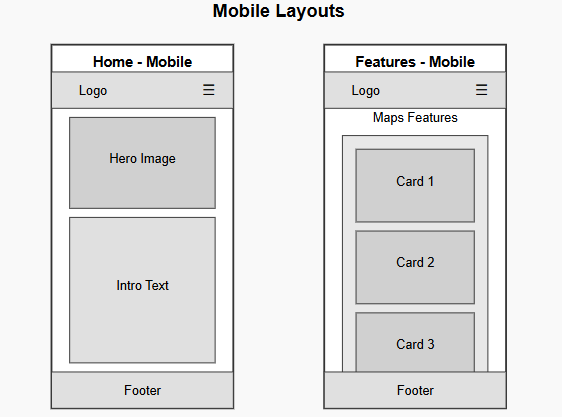 Mobile Layouts
Home - Mobile
Logo ☰
Hero Image
Intro Text
Footer
Features - Mobile
Logo ☰
Maps Features
Card 1
Card 2
Card 3
Footer